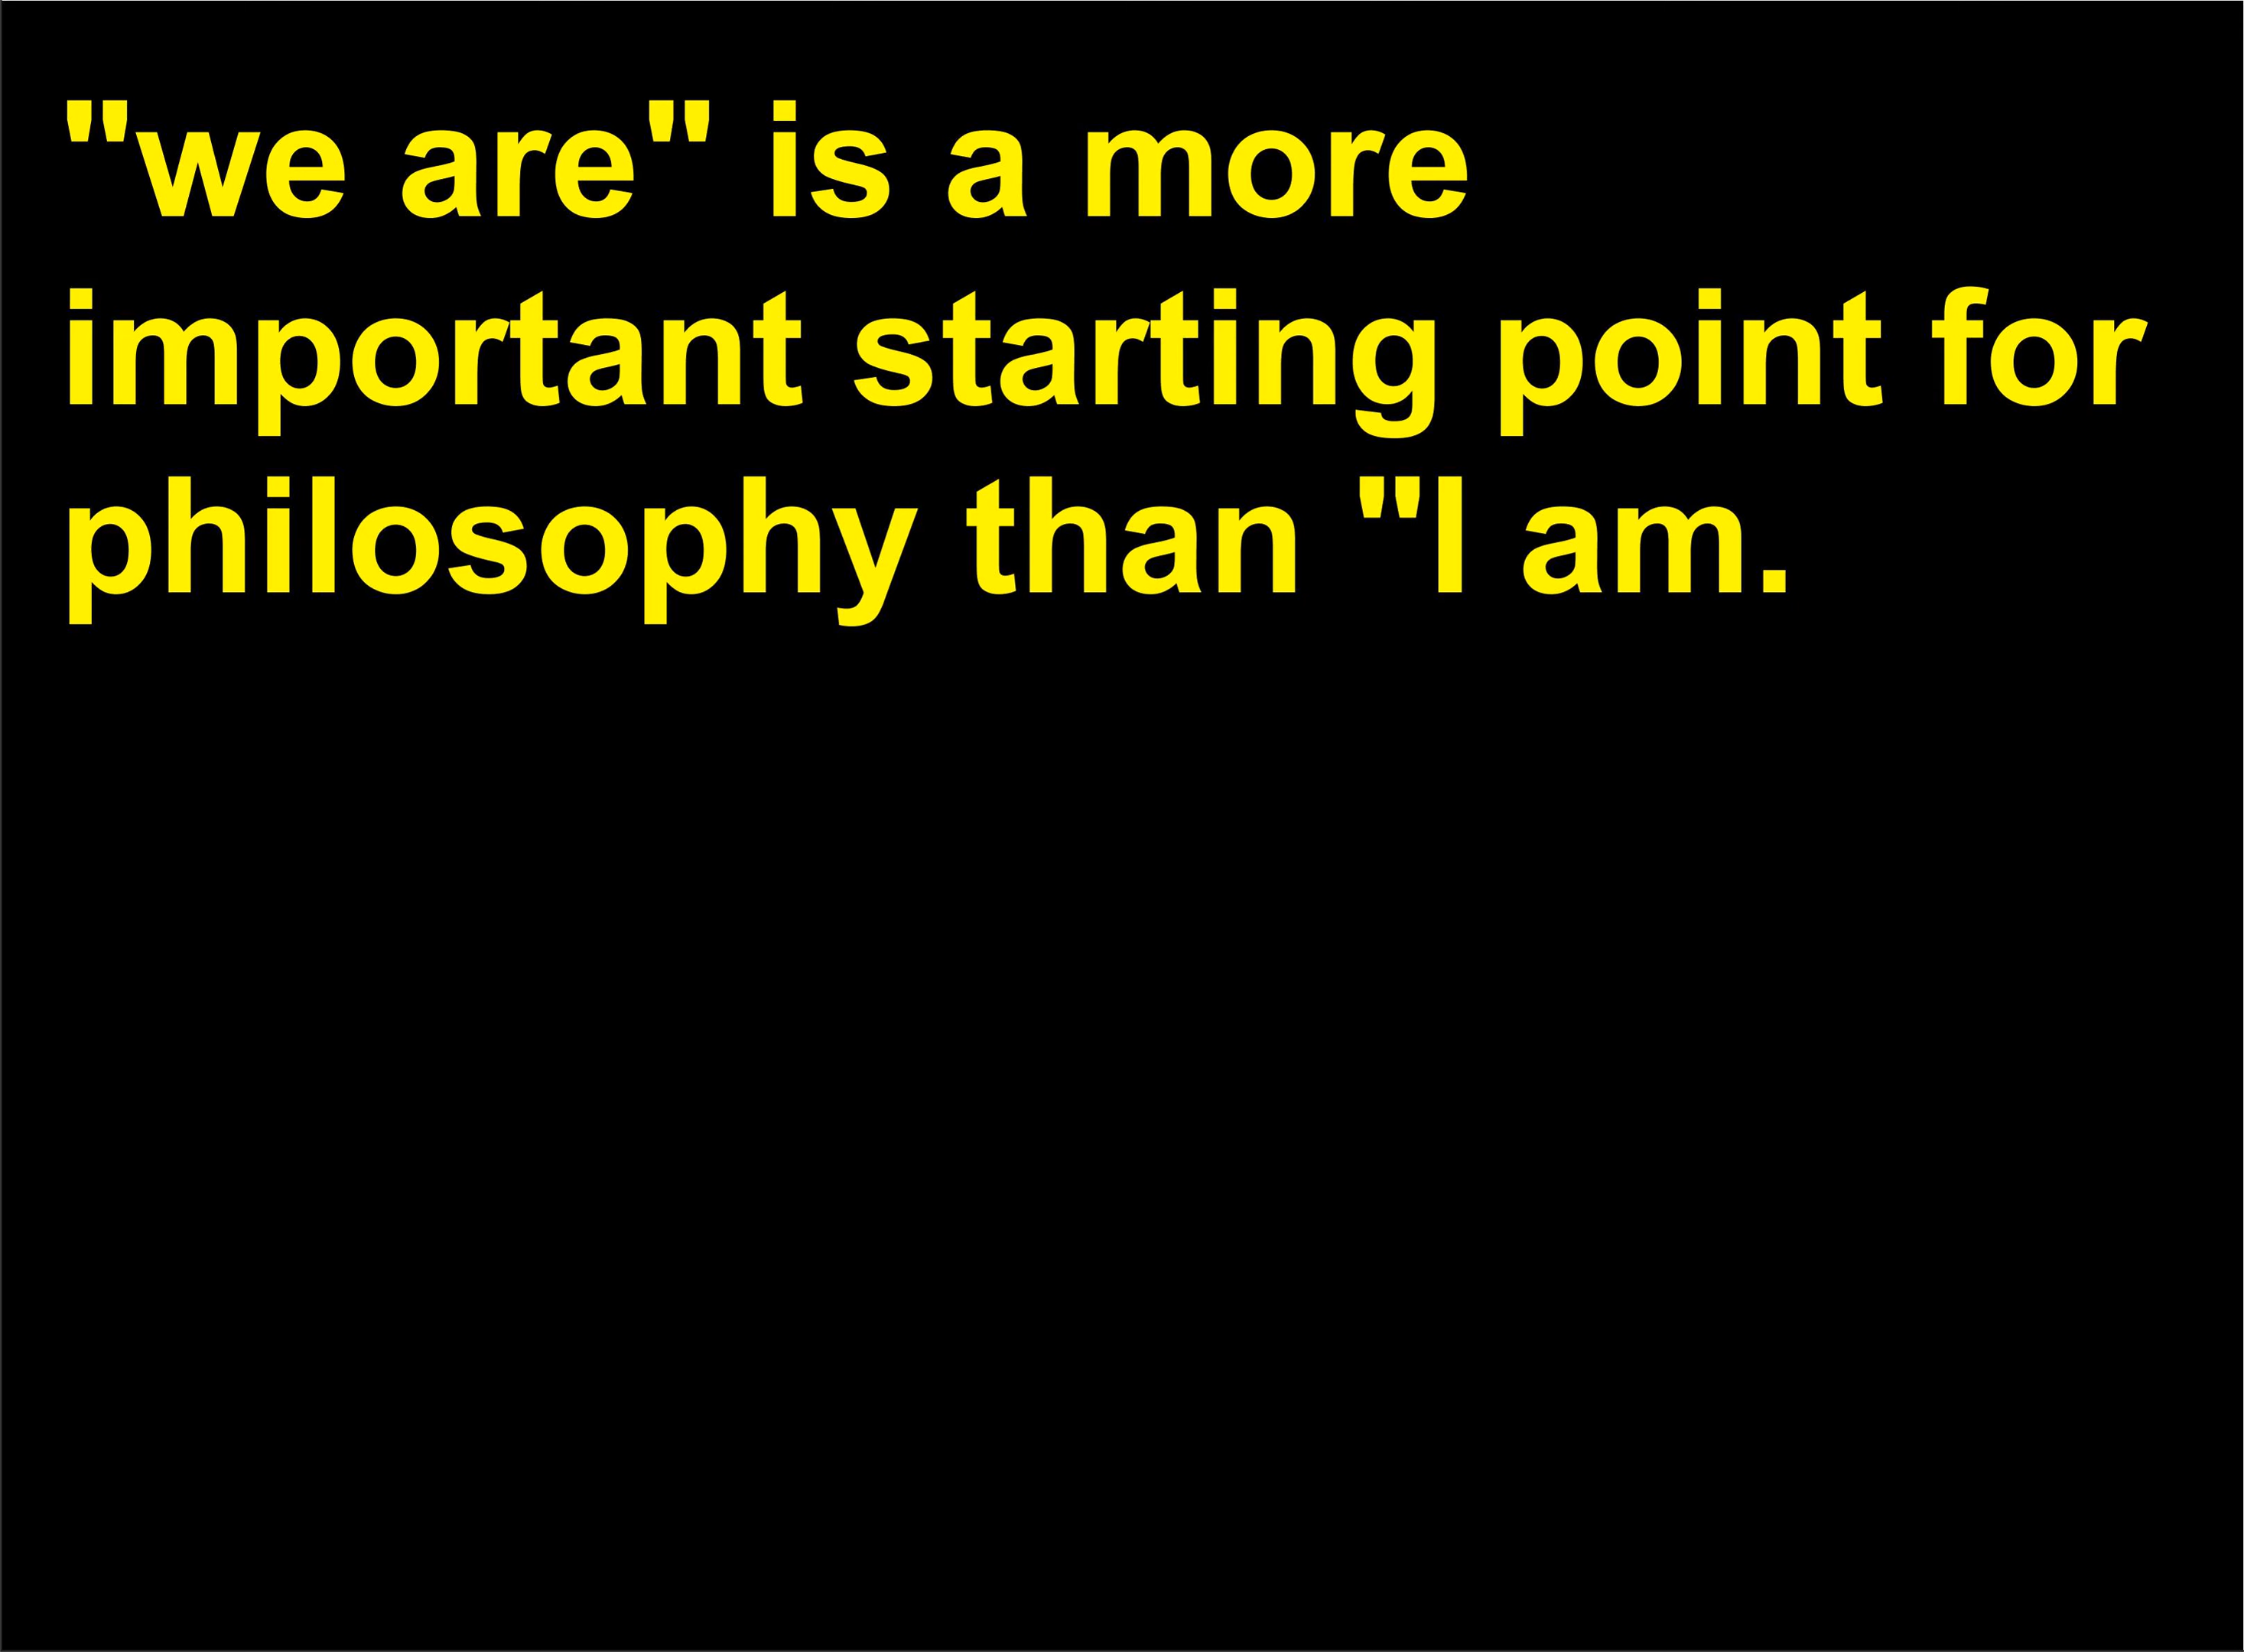 "we are" is a more
important starting point for
philosophy than "I am.